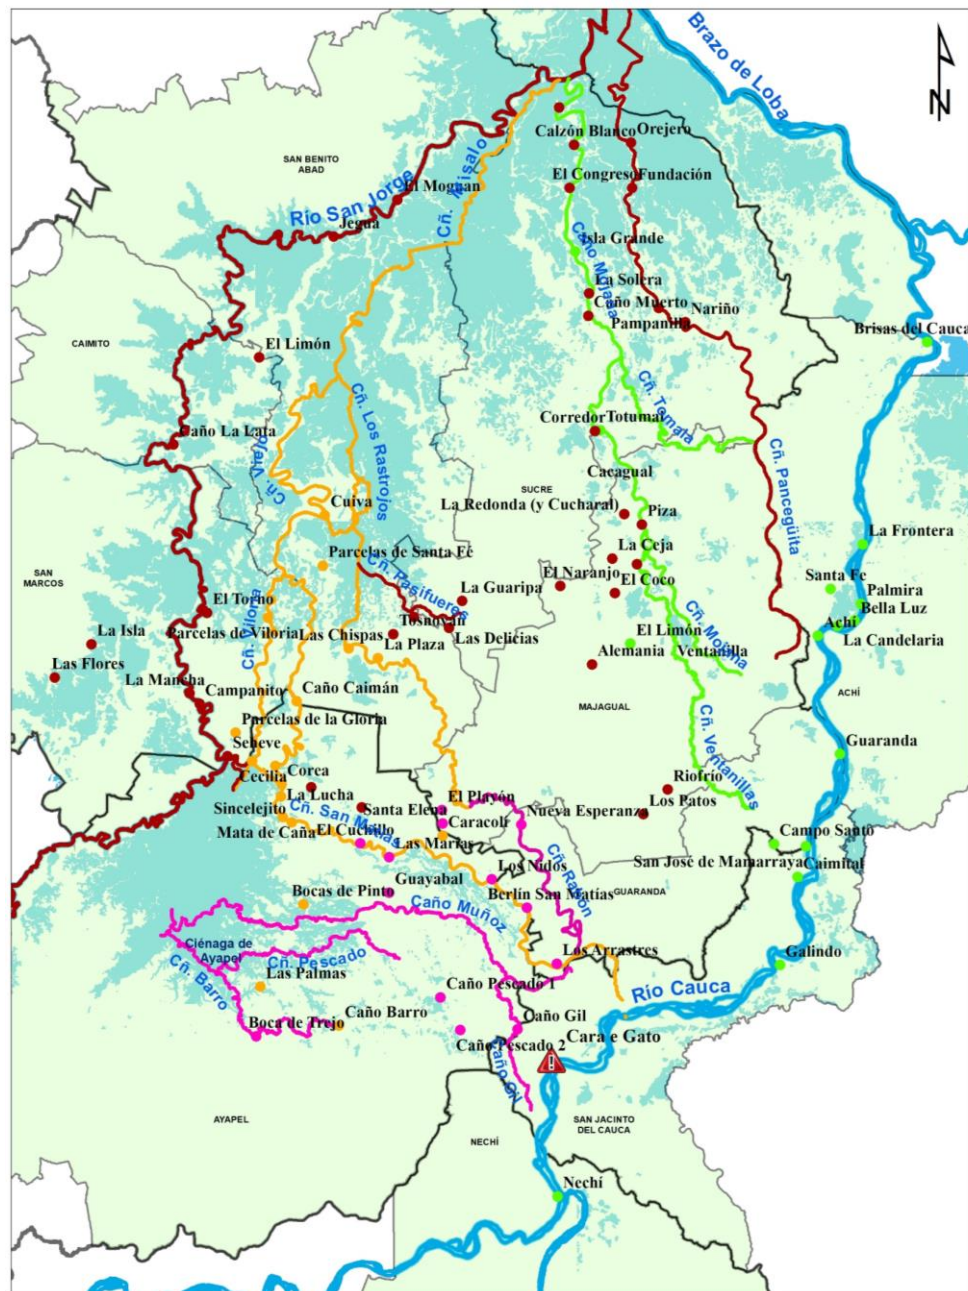 Brazo de Loba
N
Calzón Blanco
Orejero
SAN BENITO
ABAD
El Congreso
Fundación
El Moguan
Río San Jorge
Jegua
Isla Grande
Caño Mojana
La Solera
Caño Muerto
Nariño
Pampanilla
Brisas del Cauca
CAIMITO
El Limón
Cñ. Los Rastrojos
Cñ. Tomala
Corredor
Totumal
Caño La Lata
Cñ. Viejo
Cñ. Pancegüita
Cacagual
SUCRE
Cuiva
La Redonda (y Cucharal)
Piza
La Frontera
Parcelas de Santa Fé
La Ceja
SAN
MARCOS
Cñ. Pasifueres
El Naranjo
El Coco
Santa Fe
La Guaripa
Palmira
El Torno
Bella Luz
Tosnován
Achí
Parcelas de Viloria
Las Chispas
Las Delicias
El Limón
La Candelaria
La Isla
La Plaza
Alemania
Ventanilla
Cñ. Molina
Cñ. Viloria
Las Flores
La Mancha
Campanito
Caño Caimán
ACHÍ
MAJAGUAL
Parcelas de la Gloria
Cñ. Ventanillas
Seheve
Guaranda
Cecilia
Corea
Riofrío
La Lucha
El Playón
Los Patos
Sincelejito
Santa Elena
Nueva Esperanza
Cñ. San Matías
Caracoli
Mata de Caña
El Cuchillo
Las Marías
Campo Santo
San José de Mamarraya
Caimital
Los Nidos
Cñ. Ratón
Guayabal
Bocas de Pinto
Berlín
San Matías
GUARANDA
Caño Muñoz
Ciénaga de
Ayapel
Los Arrastres
Galindo
Cñ. Pescado
Cñ. Barro
Las Palmas
Caño Pescado 1
Río Cauca
Caño Barro
Caño Gil
Boca de Trejo
Cara e Gato
Caño Pescado 2
!
Caño Gil
AYAPEL
SAN JACINTO
DEL CAUCA
NECHÍ
Nechí